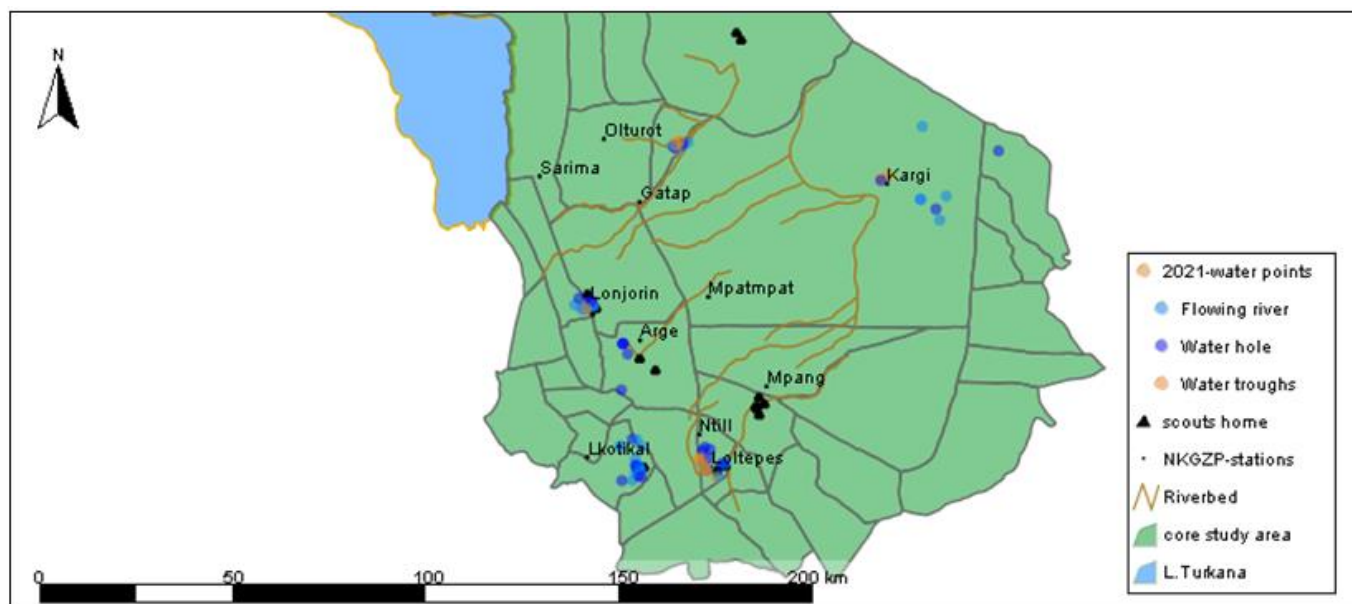 N
Olturot
Sarima
Kargi
Gatap
Lonjorin
Mpatmpat
Arge
Mpang
Ntill
Lkotikal
Loltepes
2021-water points
Flowing river
Water hole
Water troughs
scouts home
NKGZP-stations
Riverbed
core study area
L.Turkana
0 50 100 150 200 km